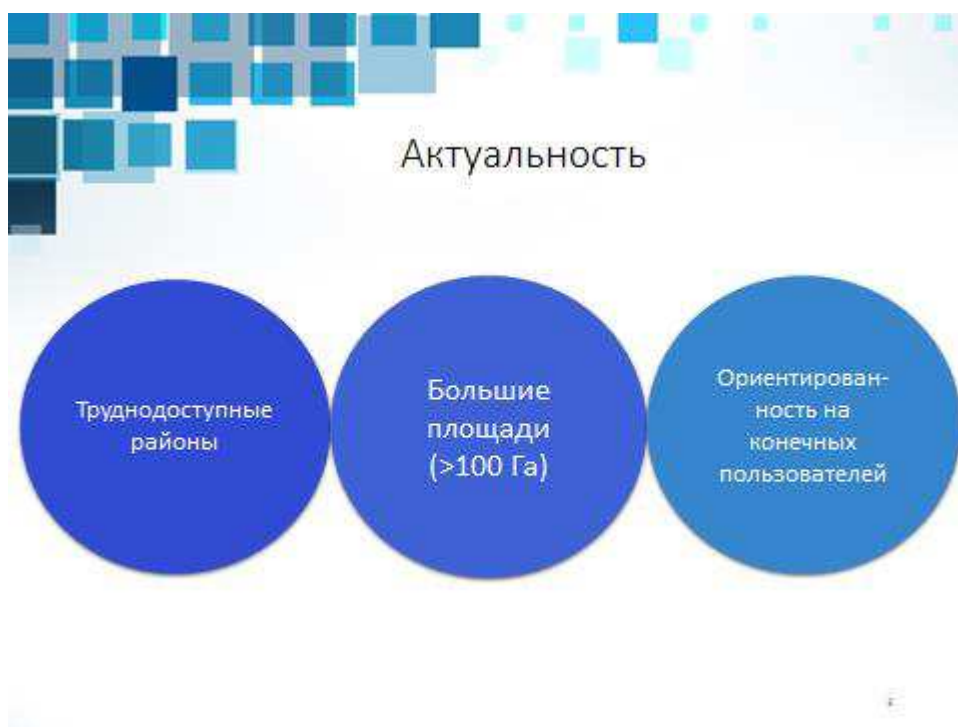 Актуальность
Труднодоступные
районы
Большие
площади
(>100 Га)
Ориентирован-
ность на
конечных
пользователей